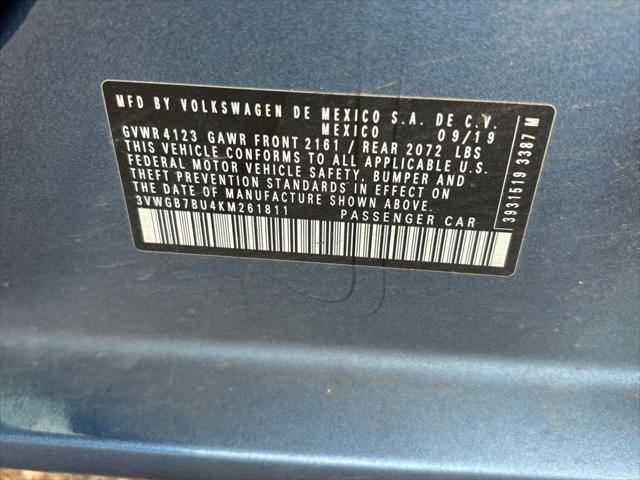 MFD BY VOLKSWAGEN DE MEXICO S.A. DE C.V.
MEXICO 09/19
GVWR 4123 GAWR FRONT 2161 / REAR 2072 LBS
THIS VEHICLE CONFORMS TO ALL APPLICABLE U.S.
FEDERAL MOTOR VEHICLE SAFETY, BUMPER AND
THEFT PREVENTION STANDARDS IN EFFECT ON
THE DATE OF MANUFACTURE SHOWN ABOVE.
3VWGB7BU4KM261811 PASSENGER CAR
3931519 3387 M